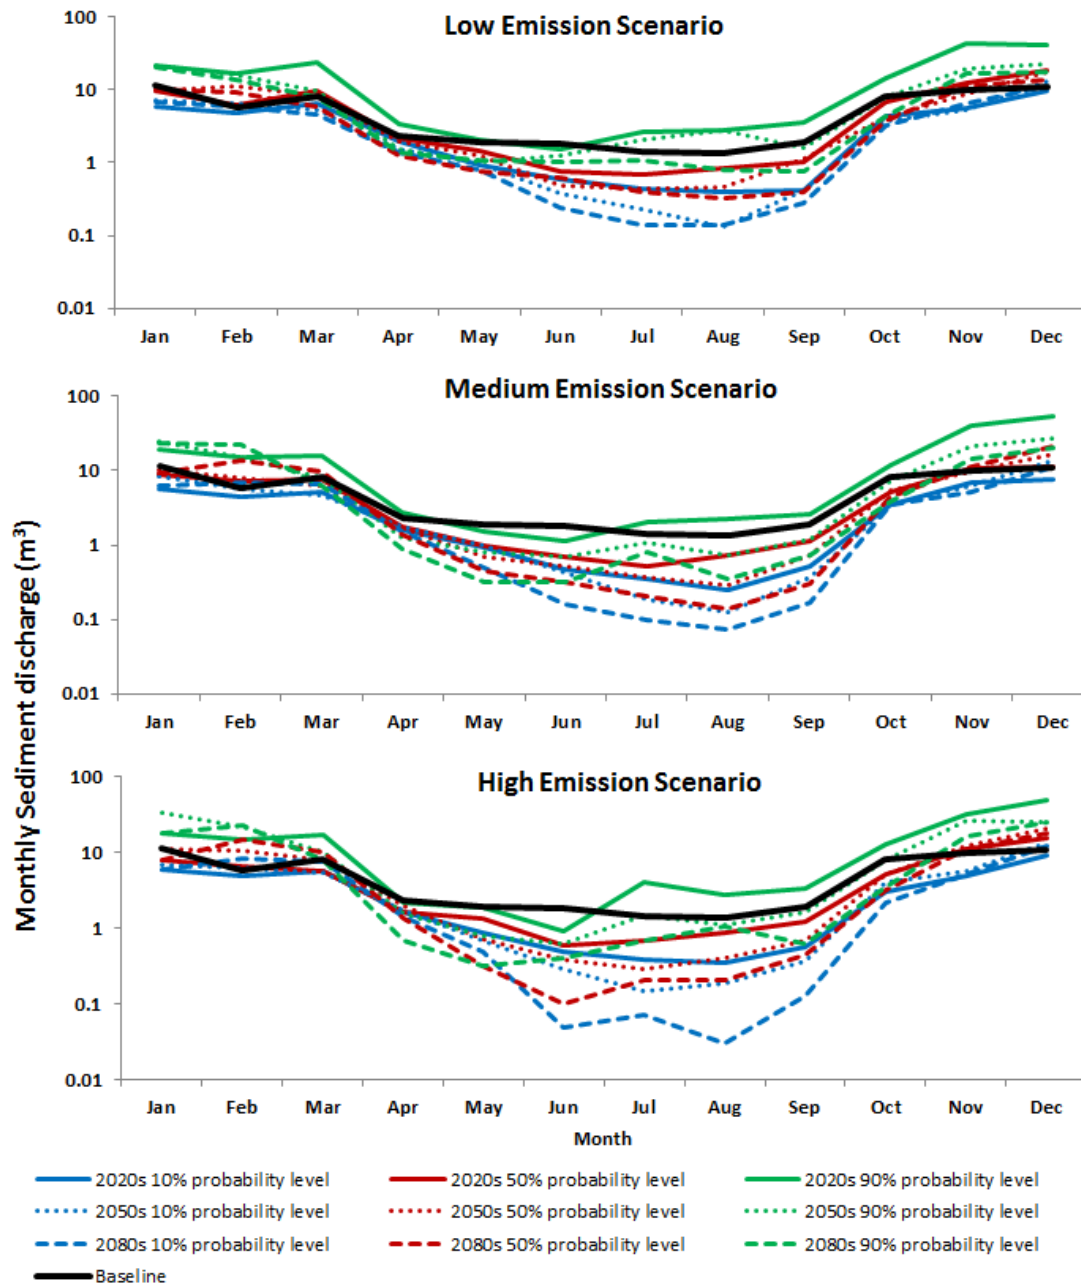 Low Emission Scenario
100
10
1
0.1
0.01
Jan Feb Mar Apr May Jun Jul Aug Sep Oct Nov Dec
Medium Emission Scenario
100
10
1
0.1
0.01
Jan Feb Mar Apr May Jun Jul Aug Sep Oct Nov Dec
High Emission Scenario
100
10
1
0.1
0.01
Jan Feb Mar Apr May Jun Jul Aug Sep Oct Nov Dec
Month
Monthly Sediment discharge (m³)
2020s 10% probability level 2020s 50% probability level 2020s 90% probability level
2050s 10% probability level 2050s 50% probability level 2050s 90% probability level
2080s 10% probability level 2080s 50% probability level 2080s 90% probability level
Baseline